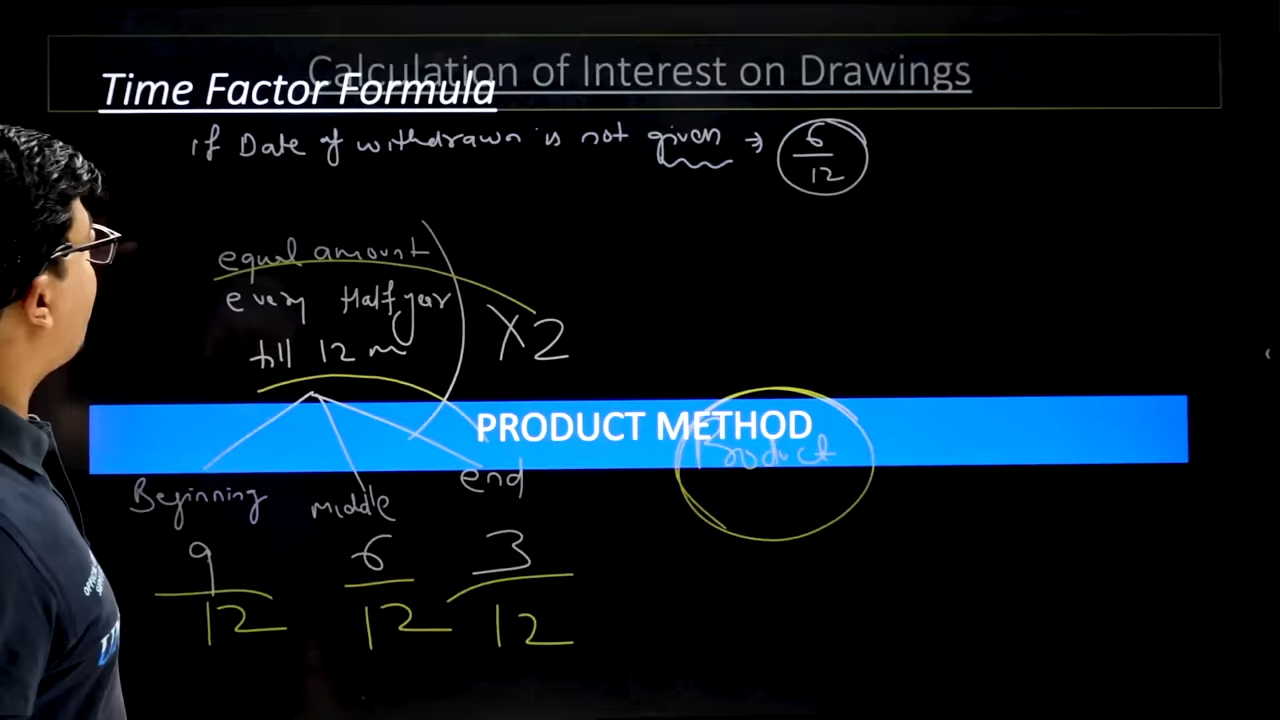 Calculation of Interest on Drawings
Time Factor Formula
if Date of withdrawn is not given → 6/12
equal amount
every Half year
till 12 m
X2
PRODUCT METHOD
Product
Beginning
middle
end
9/12
6/12
3/12